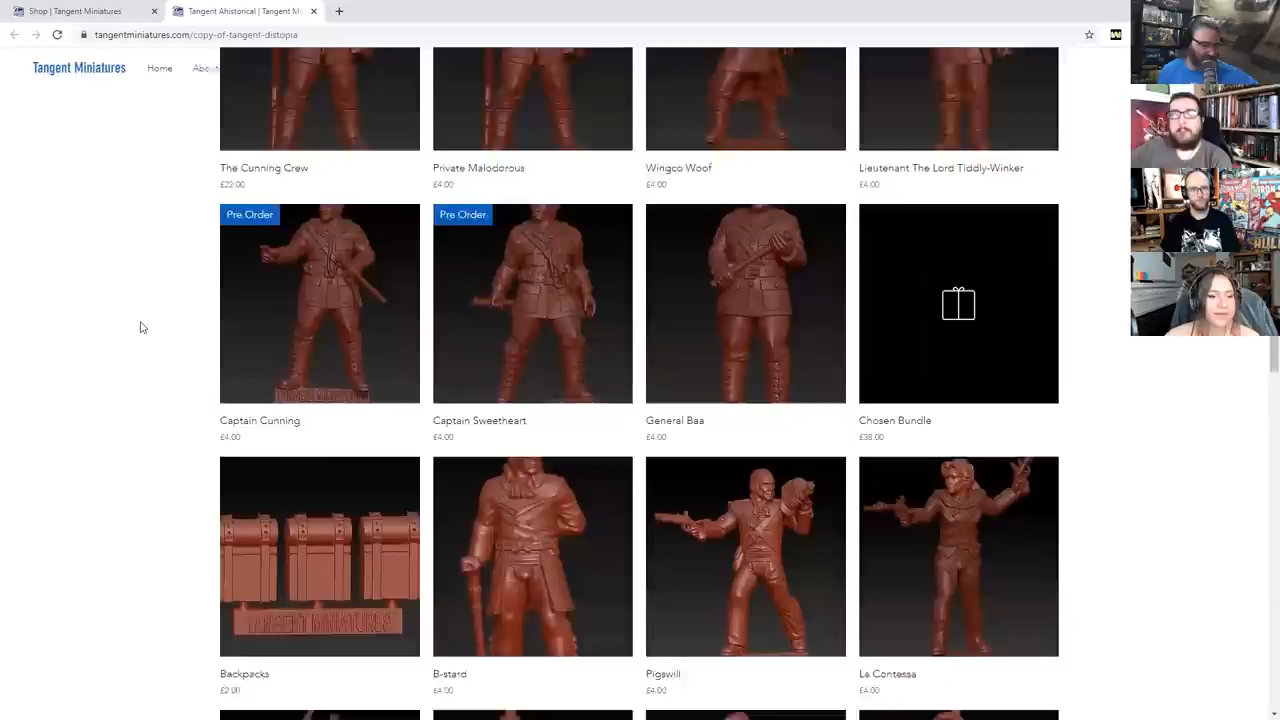 Shop | Tangent Miniatures
Tangent Ahistorical | Tangent M
tangentminiatures.com/copy-of-tangent-distopia
Tangent Miniatures Home About
The Cunning Crew
£22.00
Private Malodorous
£4.00
Wingco Woof
£4.00
Lieutenant The Lord Tiddly-Winker
£4.00
Pre Order
Captain Cunning
£4.00
Pre Order
Captain Sweetheart
£4.00
General Baa
£4.00
Chosen Bundle
£38.00
TANGENT MINIATURES
Backpacks
£2.00
B-stard
£4.00
Pigswill
£4.00
La Contessa
£4.00